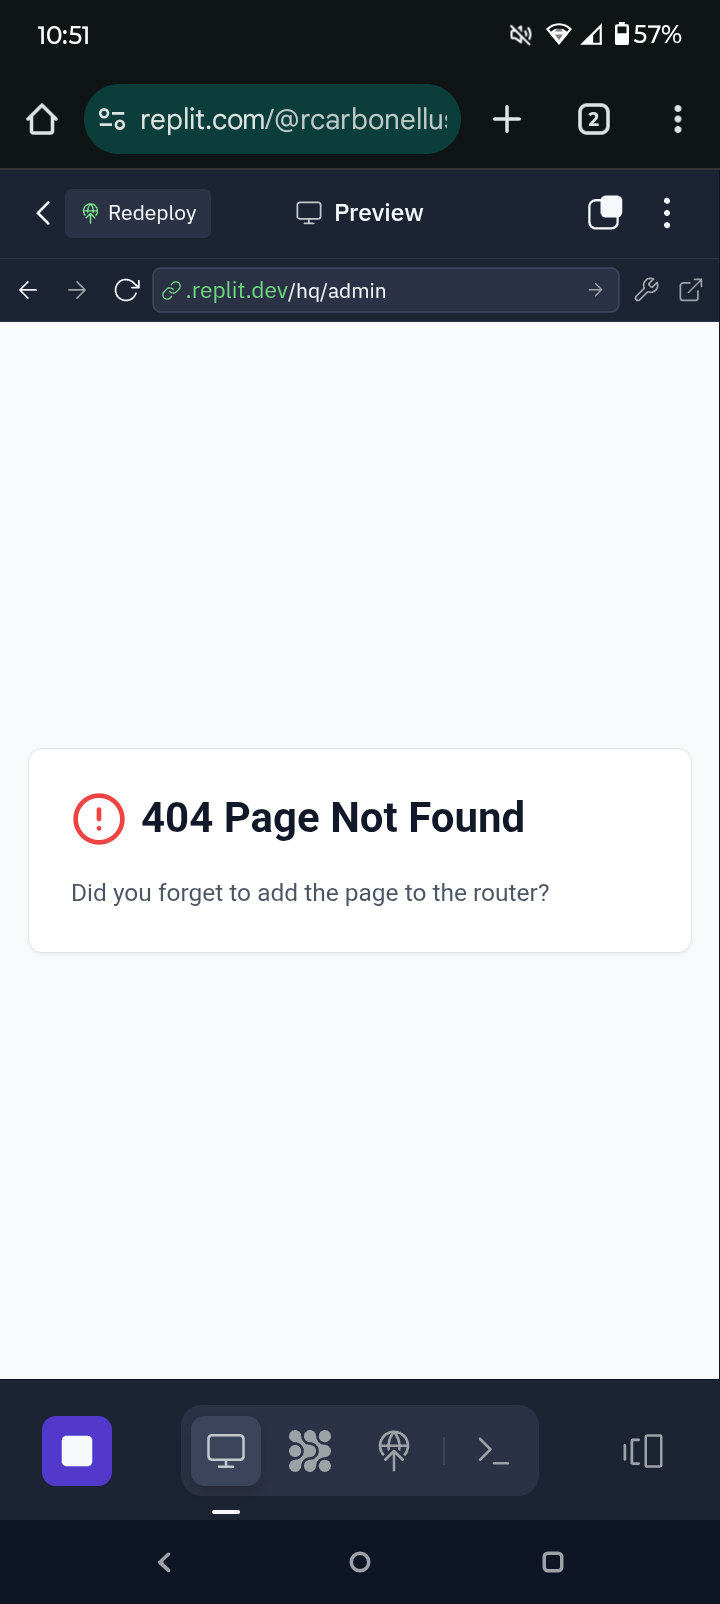 10:51
57%
replit.com/@rcarbonellu
2
Redeploy
Preview
.replit.dev/hq/admin
404 Page Not Found
Did you forget to add the page to the router?